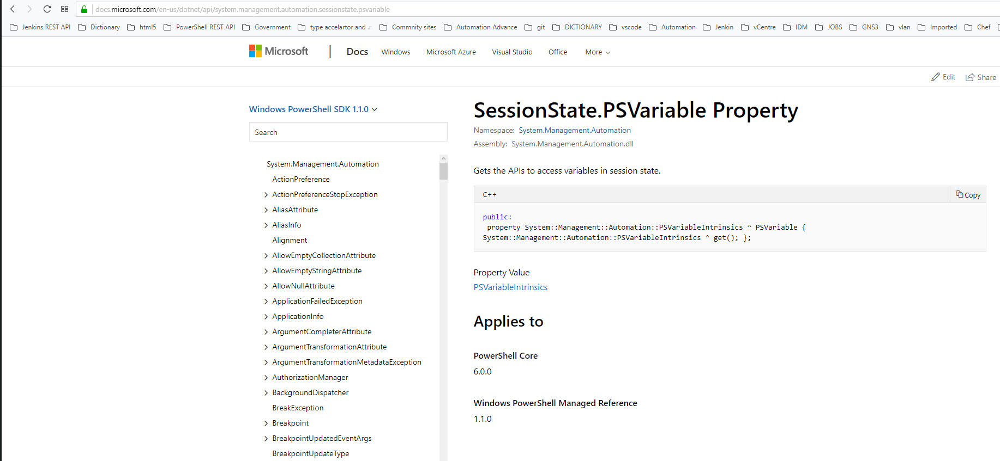 docs.microsoft.com/en-us/dotnet/api/system.management.automation.sessionstate.psvariable
Jenkins REST API Dictionary html5 PowerShell REST API Government type accelartor and .n Commnity sites Automation Advance git DICTIONARY vscode Automation Jenkin vCentre IDM JOBS GNS3 vlan Imported Chef
Microsoft Docs Windows Microsoft Azure Visual Studio Office More
Edit Share
Windows PowerShell SDK 1.1.0
Search
System.Management.Automation
ActionPreference
ActionPreferenceStopException
AliasAttribute
AliasInfo
Alignment
AllowEmptyCollectionAttribute
AllowEmptyStringAttribute
AllowNullAttribute
ApplicationFailedException
ApplicationInfo
ArgumentCompleterAttribute
ArgumentTransformationAttribute
ArgumentTransformationMetadataException
AuthorizationManager
BackgroundDispatcher
BreakException
Breakpoint
BreakpointUpdatedEventArgs
BreakpointUpdateType
SessionState.PSVariable Property
Namespace: System.Management.Automation
Assembly: System.Management.Automation.dll
Gets the APIs to access variables in session state.
C++ Copy
public:
property System::Management::Automation::PSVariableIntrinsics ^ PSVariable {
System::Management::Automation::PSVariableIntrinsics ^ get(); };
Property Value
PSVariableIntrinsics
Applies to
PowerShell Core
6.0.0
Windows PowerShell Managed Reference
1.1.0